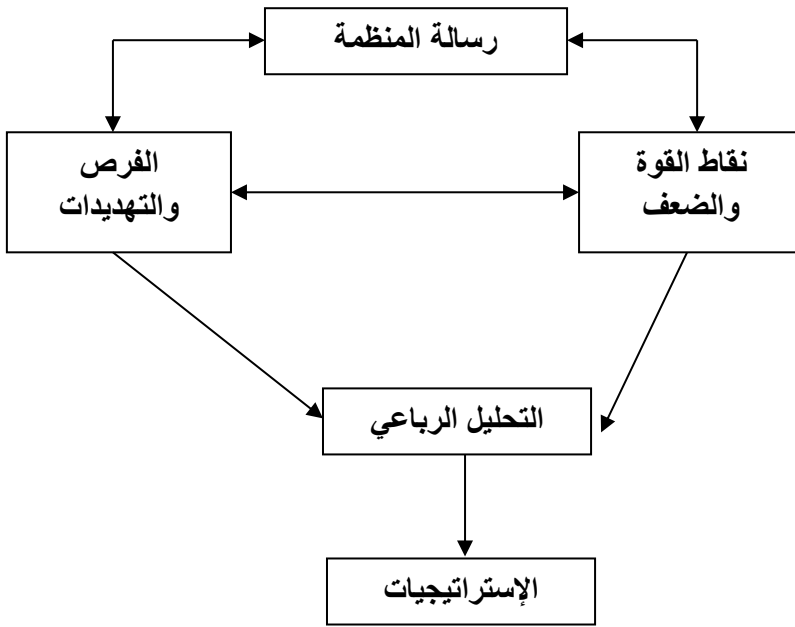 رسالة المنظمة
نقاط القوة
والضعف
الفرص
والتهديدات
التحليل الرباعي
الإستراتيجيات